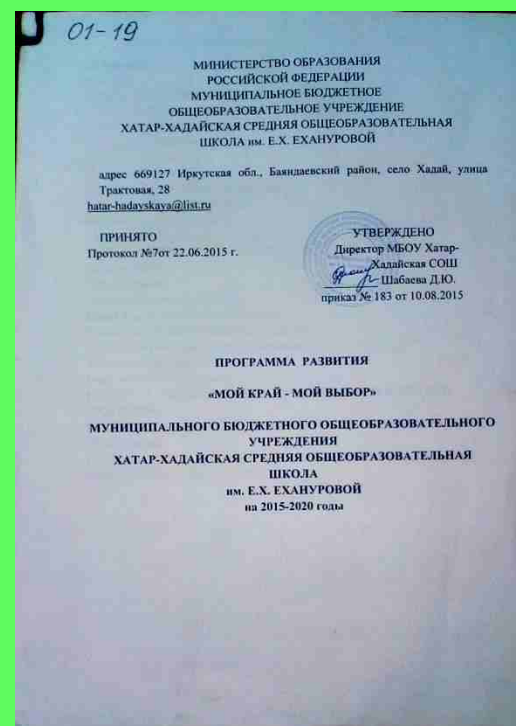 01-19
МИНИСТЕРСТВО ОБРАЗОВАНИЯ
РОССИЙСКОЙ ФЕДЕРАЦИИ
МУНИЦИПАЛЬНОЕ БЮДЖЕТНОЕ
ОБЩЕОБРАЗОВАТЕЛЬНОЕ УЧРЕЖДЕНИЕ
ХАТАР-ХАДАЙСКАЯ СРЕДНЯЯ ОБЩЕОБРАЗОВАТЕЛЬНАЯ
ШКОЛА им. Е.Х. ЕХАНУРОВОЙ
адрес 669127 Иркутская обл., Баяндаевский район, село Хадай, улица
Трактовая, 28
hatar-hadayskaya@list.ru
ПРИНЯТО
Протокол №7от 22.06.2015 г.
УТВЕРЖДЕНО
Директор МБОУ Хатар-
Хадайская СОШ
Шабаева Д.Ю.
приказ № 183 от 10.08.2015
ПРОГРАММА РАЗВИТИЯ
«МОЙ КРАЙ - МОЙ ВЫБОР»
МУНИЦИПАЛЬНОГО БЮДЖЕТНОГО ОБЩЕОБРАЗОВАТЕЛЬНОГО
УЧРЕЖДЕНИЯ
ХАТАР-ХАДАЙСКАЯ СРЕДНЯЯ ОБЩЕОБРАЗОВАТЕЛЬНАЯ
ШКОЛА
им. Е.Х. ЕХАНУРОВОЙ
на 2015-2020 годы